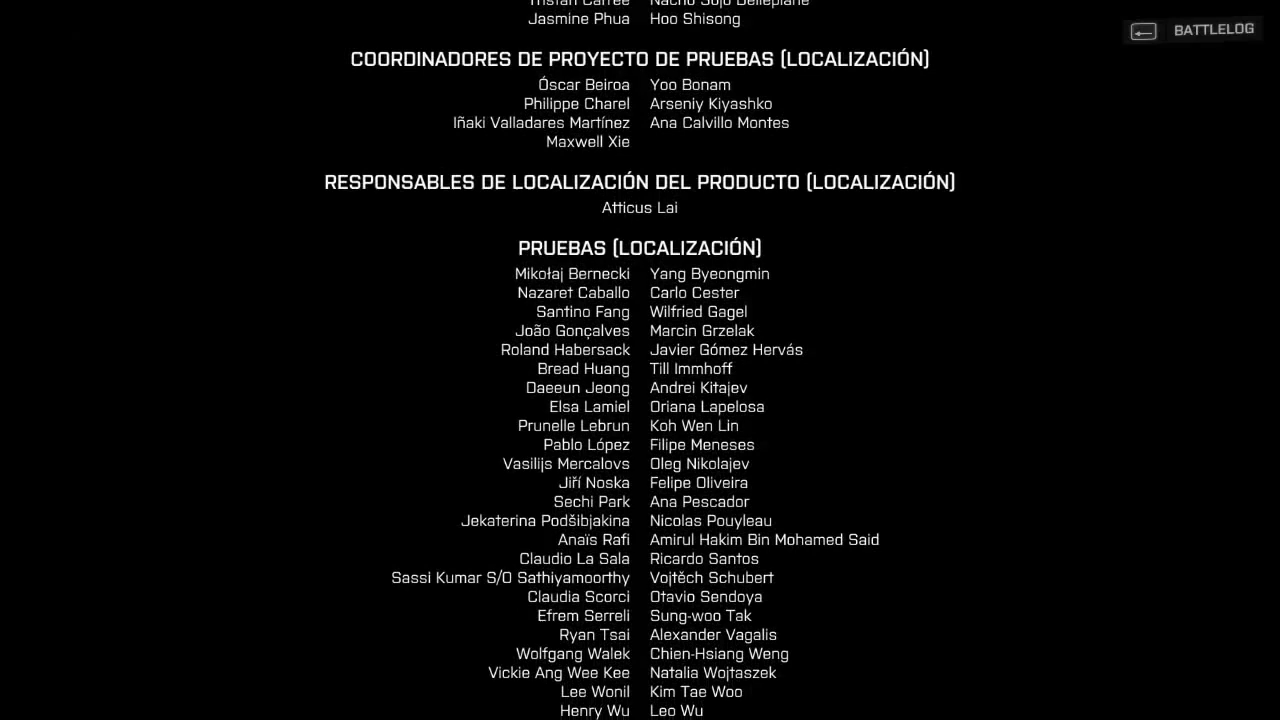 Tristan Carree Nacho Sojo Dellepiane
Jasmine Phua Hoo Shisong
BATTLELOG
COORDINADORES DE PROYECTO DE PRUEBAS (LOCALIZACIÓN)
Óscar Beiroa Yoo Bonam
Philippe Charel Arseniy Kiyashko
Iñaki Valladares Martínez Ana Calvillo Montes
Maxwell Xie
RESPONSABLES DE LOCALIZACIÓN DEL PRODUCTO (LOCALIZACIÓN)
Atticus Lai
PRUEBAS (LOCALIZACIÓN)
Mikołaj Bernecki Yang Byeongmin
Nazaret Caballo Carlo Cester
Santino Fang Wilfried Gagel
João Gonçalves Marcin Grzelak
Roland Habersack Javier Gómez Hervás
Bread Huang Till Immhoff
Daeeun Jeong Andrei Kitajev
Elsa Lamiel Oriana Lapelosa
Prunelle Lebrun Koh Wen Lin
Pablo López Filipe Meneses
Vasilijs Mercalovs Oleg Nikolajev
Jiří Noska Felipe Oliveira
Sechi Park Ana Pescador
Jekaterina Podšibjakina Nicolas Pouyleau
Anaïs Rafi Amirul Hakim Bin Mohamed Said
Claudio La Sala Ricardo Santos
Sassi Kumar S/O Sathiyamoorthy Vojtěch Schubert
Claudia Scorci Otavio Sendoya
Efrem Serreli Sung-woo Tak
Ryan Tsai Alexander Vagalis
Wolfgang Walek Chien-Hsiang Weng
Vickie Ang Wee Kee Natalia Wojtaszek
Lee Wonil Kim Tae Woo
Henry Wu Leo Wu